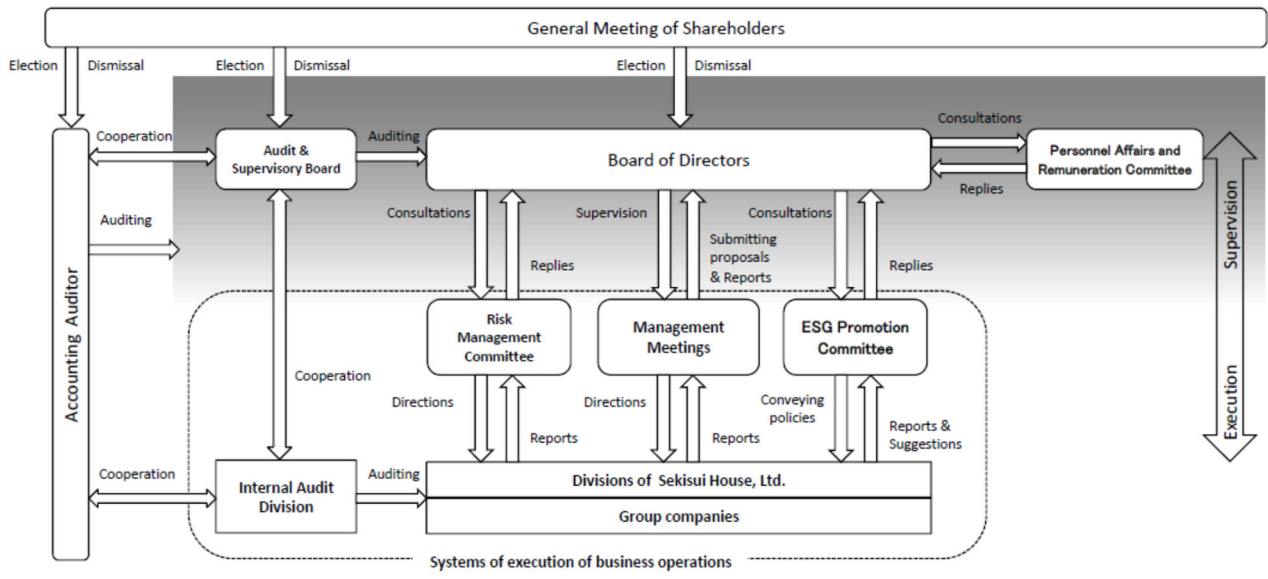 General Meeting of Shareholders
Election
Dismissal
Election
Dismissal
Election
Dismissal
Cooperation
Audit &
Supervisory Board
Auditing
Board of Directors
Consultations
Replies
Personnel Affairs and
Remuneration Committee
Accounting Auditor
Auditing
Consultations
Replies
Supervision
Submitting
proposals
& Reports
Consultations
Replies
Supervision
Execution
Risk
Management
Committee
Management
Meetings
ESG Promotion
Committee
Cooperation
Directions
Reports
Directions
Reports
Conveying
policies
Reports &
Suggestions
Cooperation
Internal Audit
Division
Auditing
Divisions of Sekisui House, Ltd.
Group companies
Systems of execution of business operations